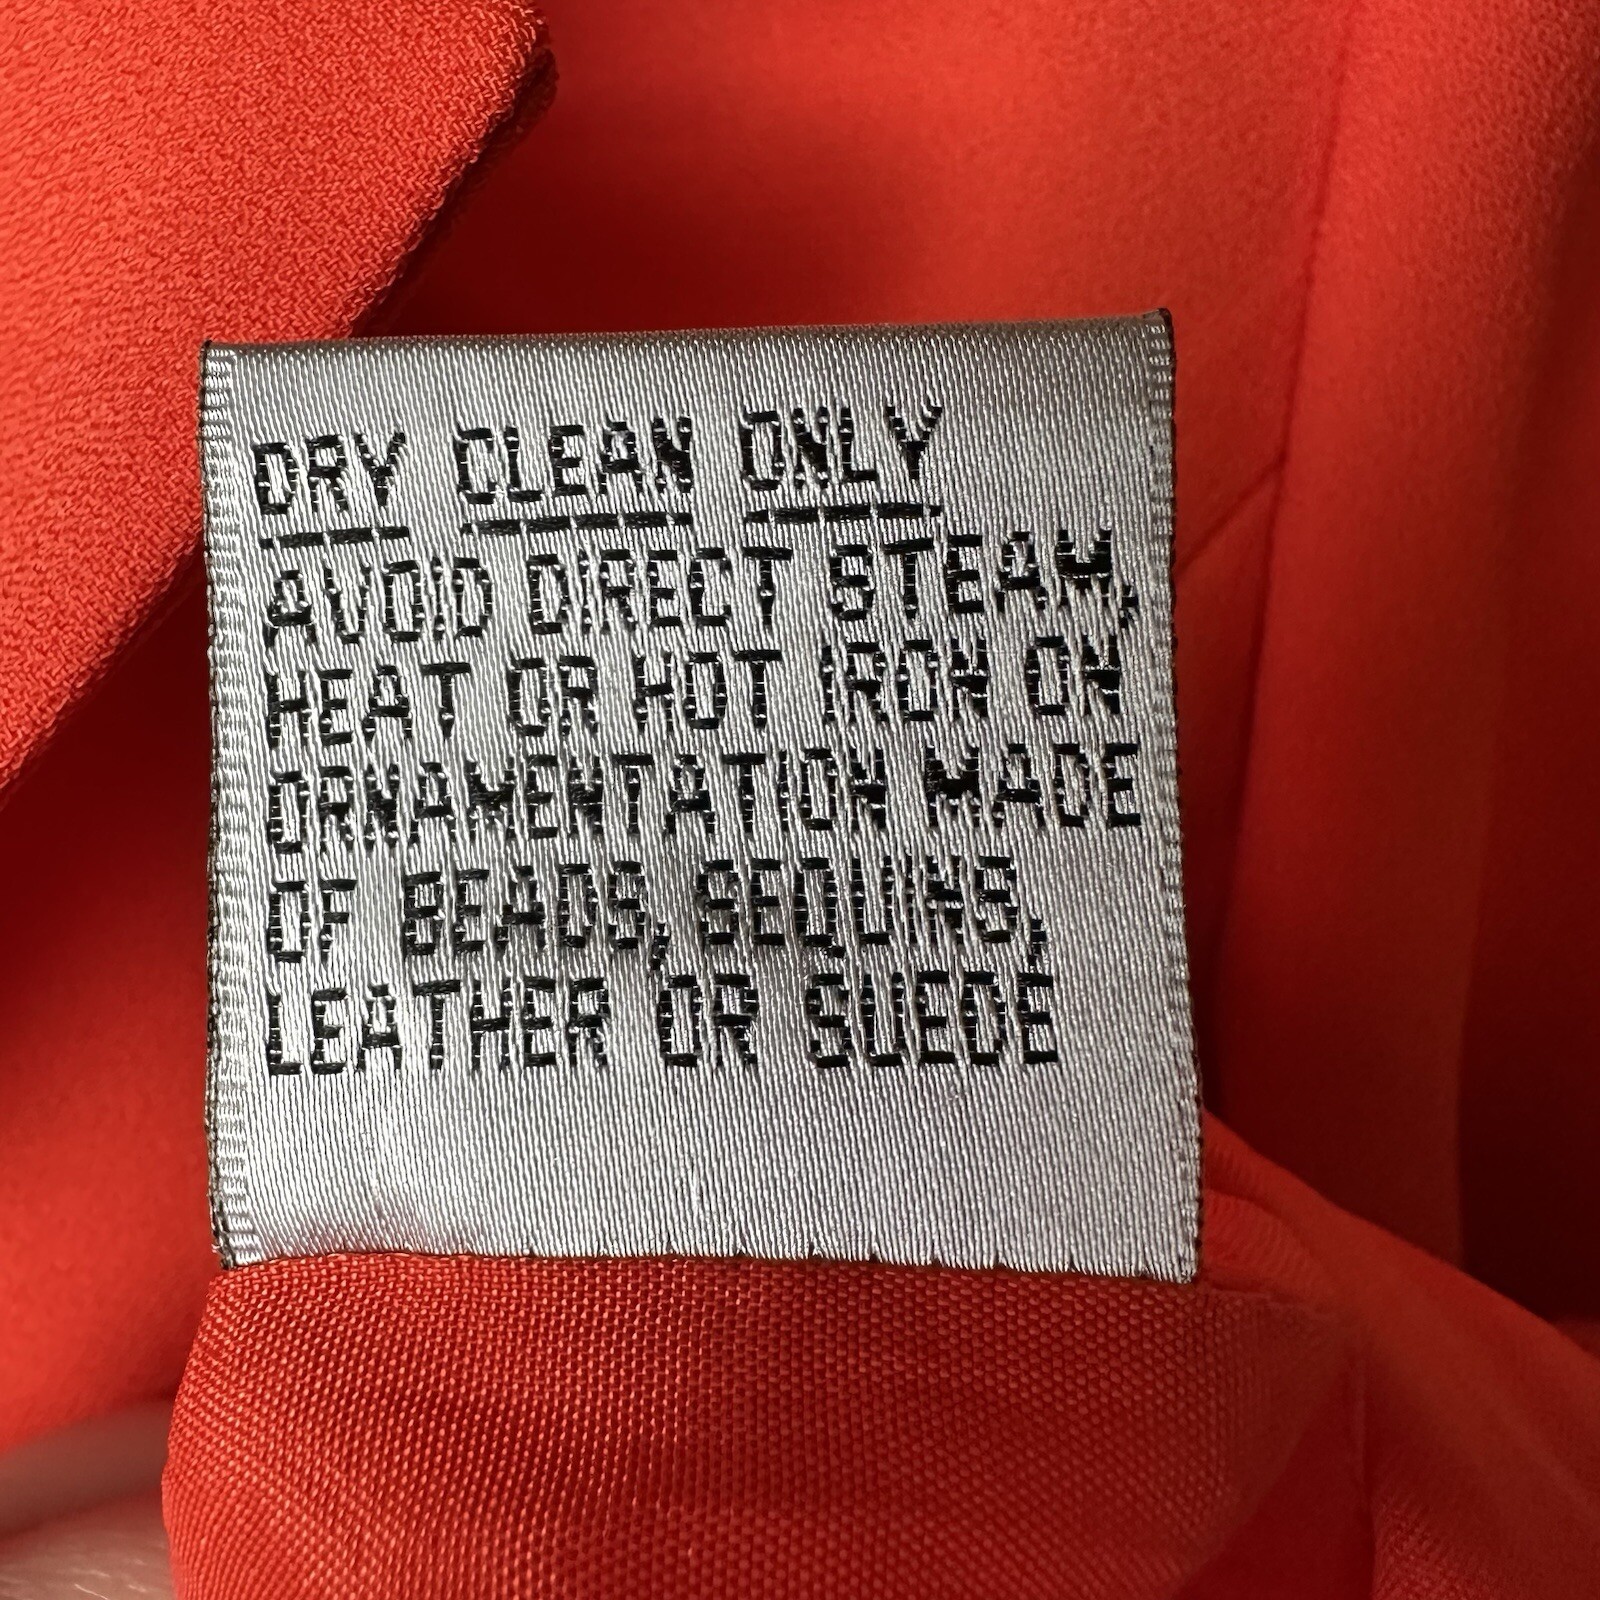 DRY CLEAN ONLY
AVOID DIRECT STEAM,
HEAT OR HOT IRON ON
ORNAMENTATION MADE
OF BEADS, SEQUINS,
LEATHER OR SUEDE